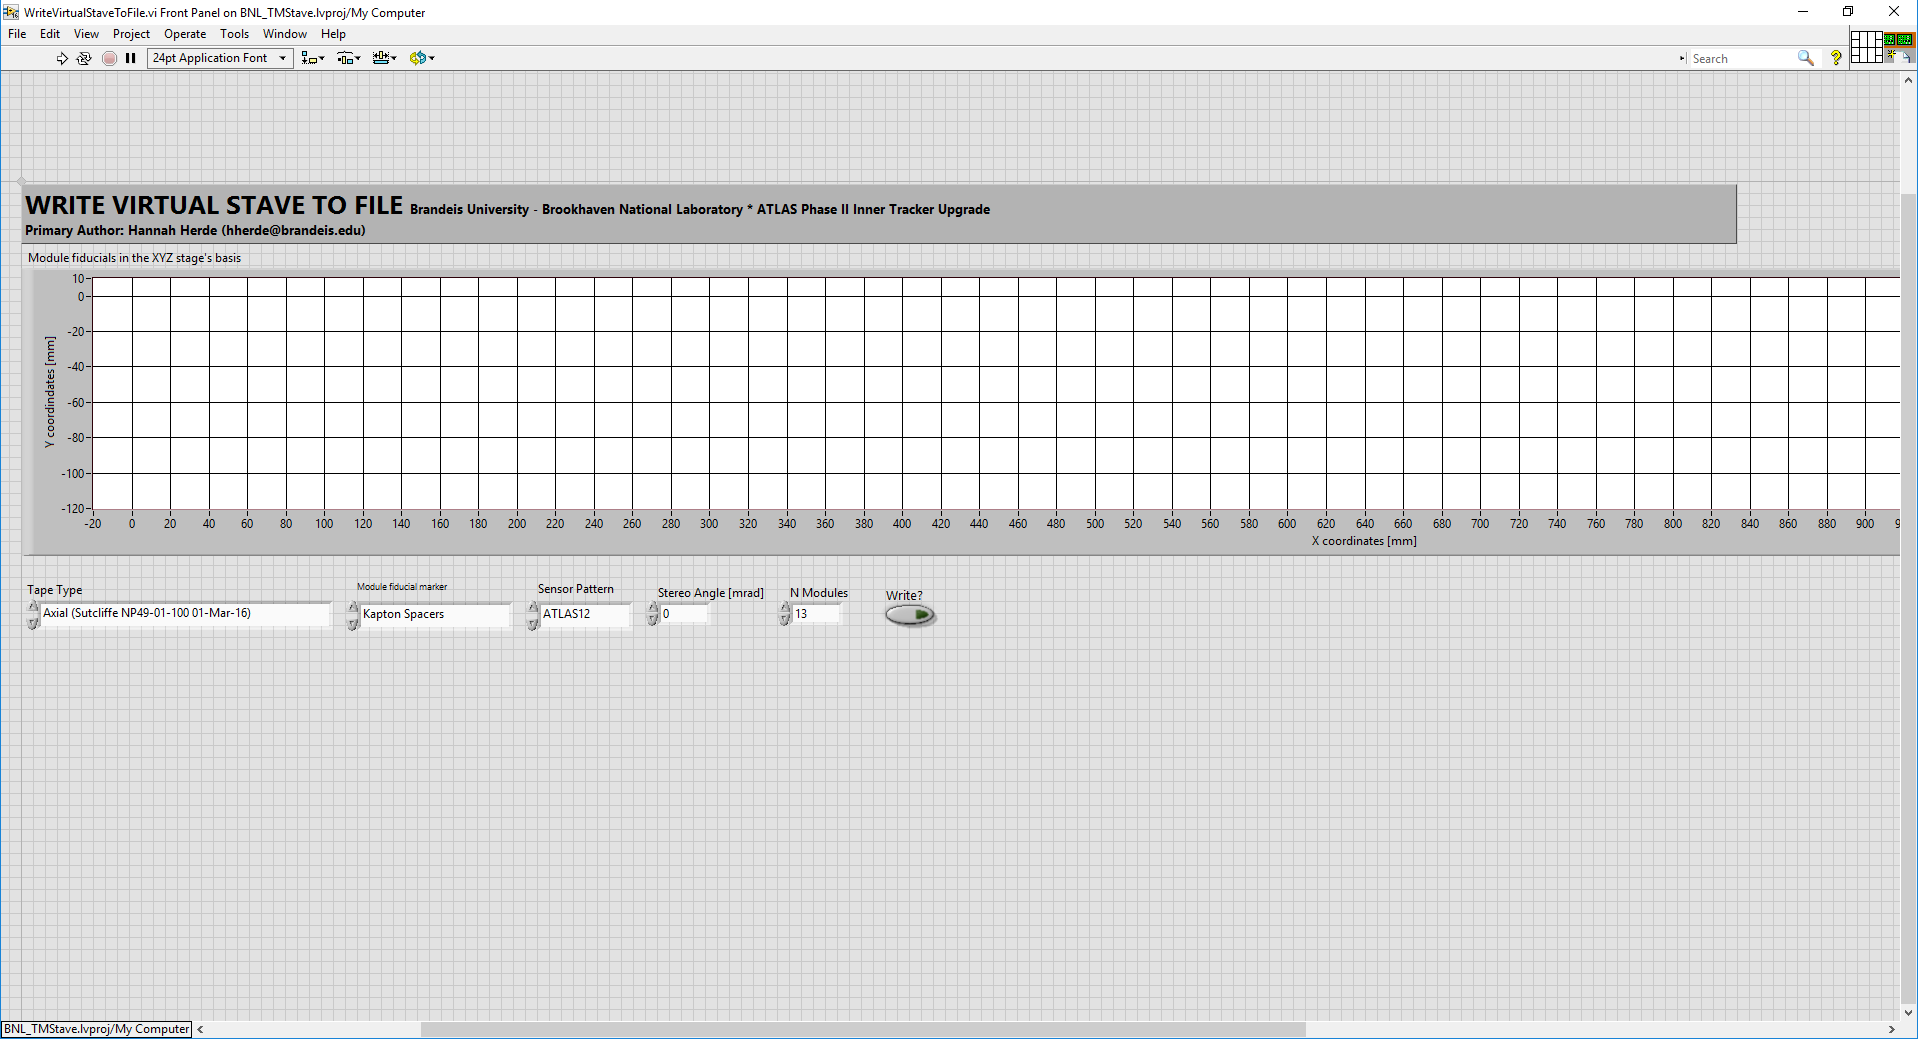 WriteVirtualStaveToFile.vi Front Panel on BNL_TMStave.lvproj/My Computer
File Edit View Project Operate Tools Window Help
24pt Application Font Search
WRITE VIRTUAL STAVE TO FILE Brandeis University - Brookhaven National Laboratory * ATLAS Phase II Inner Tracker Upgrade
Primary Author: Hannah Herde (hherde@brandeis.edu)
Module fiducials in the XYZ stage's basis
10
0
-20
-40
-60
-80
-100
-120
Y coordindates [mm]
-20 0 20 40 60 80 100 120 140 160 180 200 220 240 260 280 300 320 340 360 380 400 420 440 460 480 500 520 540 560 580 600 620 640 660 680 700 720 740 760 780 800 820 840 860 880 900 9
X coordinates [mm]
Tape Type Module fiducial marker Sensor Pattern Stereo Angle [mrad] N Modules Write?
Axial (Sutcliffe NP49-01-100 01-Mar-16) Kapton Spacers ATLAS12 0 13
BNL_TMStave.lvproj/My Computer